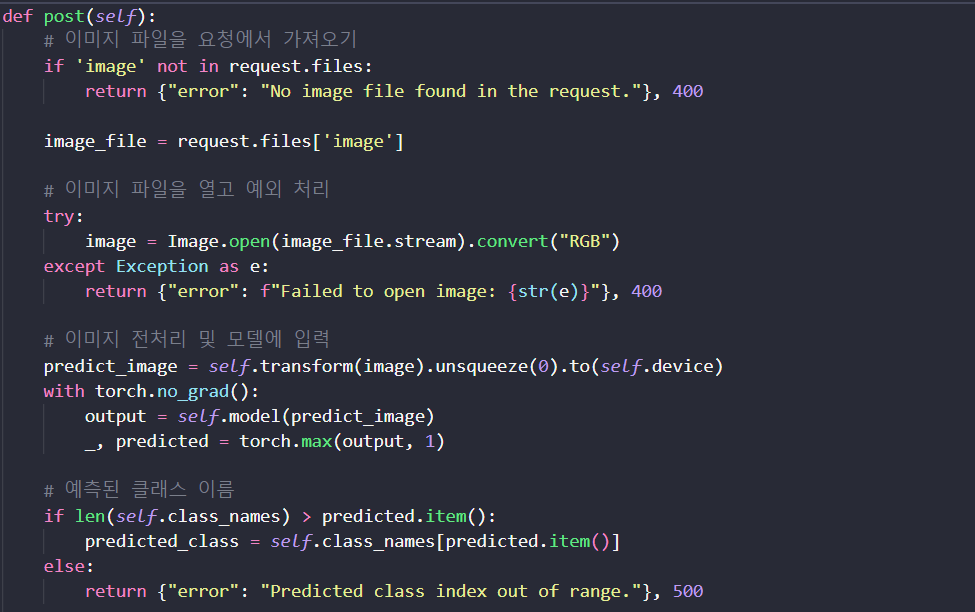 def post(self):
    # 이미지 파일을 요청에서 가져오기
    if 'image' not in request.files:
        return {"error": "No image file found in the request."}, 400

    image_file = request.files['image']

    # 이미지 파일을 열고 예외 처리
    try:
        image = Image.open(image_file.stream).convert("RGB")
    except Exception as e:
        return {"error": f"Failed to open image: {str(e)}"}, 400

    # 이미지 전처리 및 모델에 입력
    predict_image = self.transform(image).unsqueeze(0).to(self.device)
    with torch.no_grad():
        output = self.model(predict_image)
        _, predicted = torch.max(output, 1)

    # 예측된 클래스 이름
    if len(self.class_names) > predicted.item():
        predicted_class = self.class_names[predicted.item()]
    else:
        return {"error": "Predicted class index out of range."}, 500